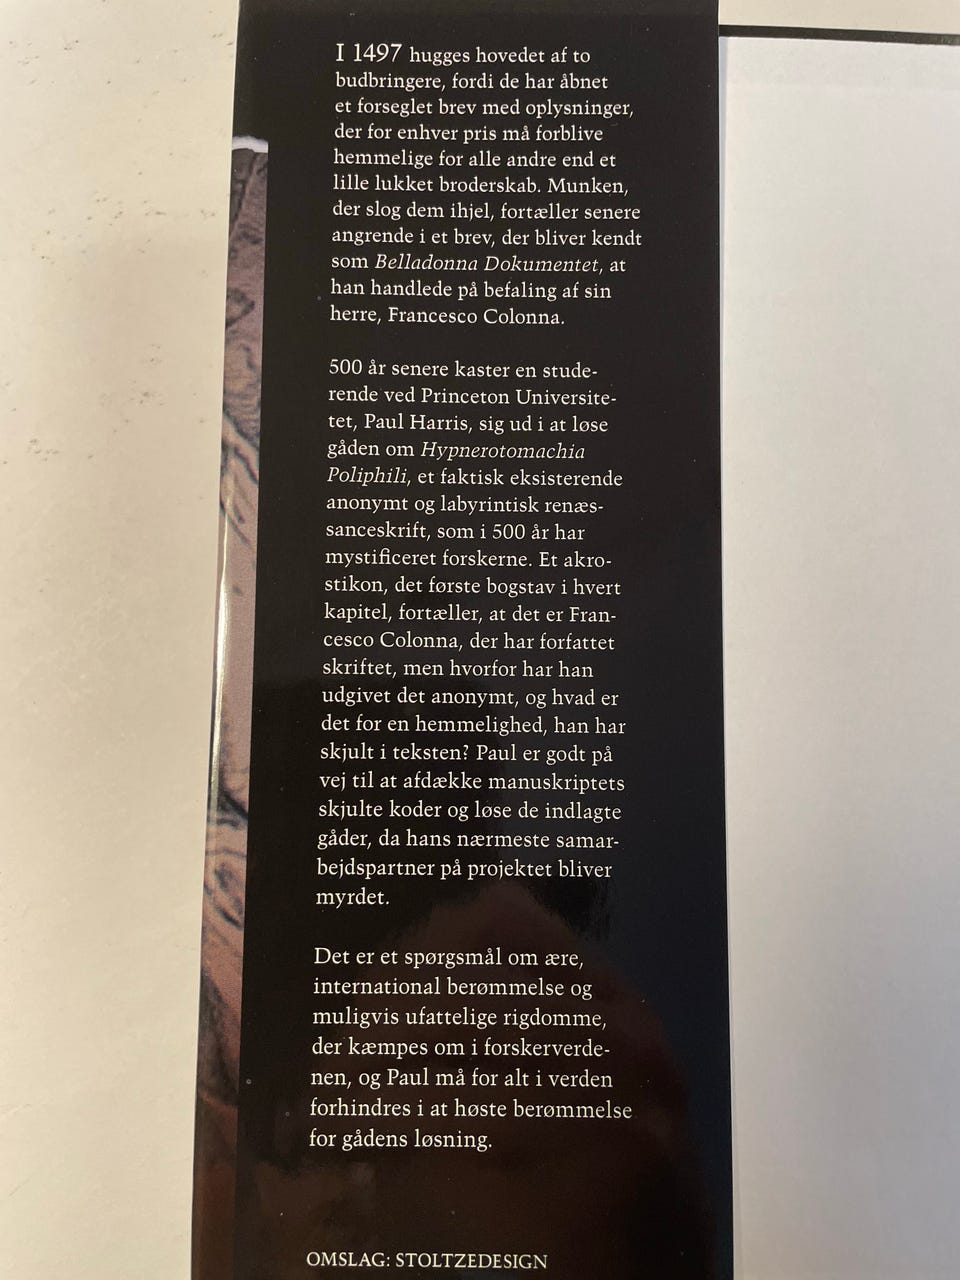 I 1497 hugges hovedet af to
budbringere, fordi de har åbnet
et forseglet brev med oplysninger,
der for enhver pris må forblive
hemmelige for alle andre end et
lille lukket broderskab. Munken,
der slog dem ihjel, fortæller senere
angrende i et brev, der bliver kendt
som Belladonna Dokumentet, at
han handlede på befaling af sin
herre, Francesco Colonna.
500 år senere kaster en stude-
rende ved Princeton Universite-
tet, Paul Harris, sig ud i at løse
gåden om Hypnerotomachia
Poliphili, et faktisk eksisterende
anonymt og labyrintisk renæs-
sanceskrift, som i 500 år har
mystificeret forskerne. Et akro-
stikon, det første bogstav i hvert
kapitel, fortæller, at det er Fran-
cesco Colonna, der har forfattet
skriftet, men hvorfor har han
udgivet det anonymt, og hvad er
det for en hemmelighed, han har
skjult i teksten? Paul er godt på
vej til at afdække manuskriptets
skjulte koder og løse de indlagte
gåder, da hans nærmeste samar-
bejdspartner på projektet bliver
myrdet.
Det er et spørgsmål om ære,
international berømmelse og
muligvis ufattelige rigdomme,
der kæmpes om i forskerverde-
nen, og Paul må for alt i verden
forhindres i at høste berømmelse
for gådens løsning.
OMSLAG: STOLTZEDESIGN